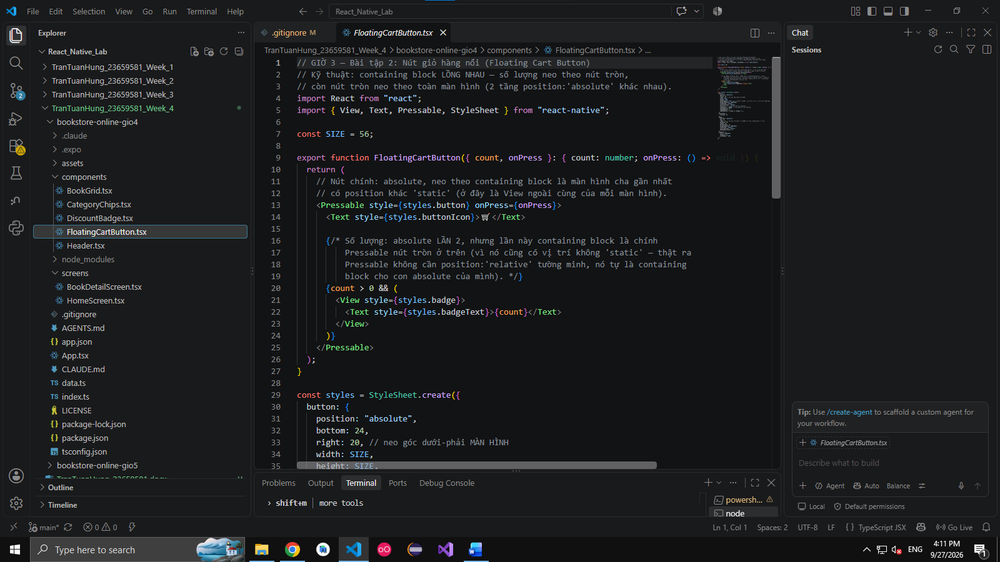 File Edit Selection View Go Run Terminal Help
React_Native_Lab
Explorer
React_Native_Lab
TranTuanHung_23659581_Week_1
TranTuanHung_23659581_Week_2
TranTuanHung_23659581_Week_3
TranTuanHung_23659581_Week_4
bookstore-online-gio4
.claude
.expo
assets
components
BookGrid.tsx
CategoryChips.tsx
DiscountBadge.tsx
FloatingCartButton.tsx
Header.tsx
node_modules
screens
BookDetailScreen.tsx
HomeScreen.tsx
.gitignore
AGENTS.md
app.json
App.tsx
CLAUDE.md
TS data.ts
TS index.ts
LICENSE
package-lock.json
package.json
tsconfig.json
bookstore-online-gio5
TranTuanHung_23659581.docx
Outline
Timeline
2
.gitignore M
FloatingCartButton.tsx
TranTuanHung_23659581_Week_4 > bookstore-online-gio4 > components > FloatingCartButton.tsx > ...
1 // GIỜ 3 — Bài tập 2: Nút giỏ hàng nổi (Floating Cart Button)
2 // Kỹ thuật: containing block LỒNG NHAU — số lượng neo theo nút tròn,
3 // còn nút tròn neo theo toàn màn hình (2 tầng position:'absolute' khác nhau).
4 import React from "react";
5 import { View, Text, Pressable, StyleSheet } from "react-native";
6
7 const SIZE = 56;
8
9 export function FloatingCartButton({ count, onPress }: { count: number; onPress: () => void }) {
10 return (
11 // Nút chính: absolute, neo theo containing block là màn hình cha gần nhất
12 // có position khác 'static' (ở đây là View ngoài cùng của mỗi màn hình).
13 <Pressable style={styles.button} onPress={onPress}>
14 <Text style={styles.buttonIcon}>🛒</Text>
15
16 {/* Số lượng: absolute LẦN 2, nhưng lần này containing block là chính
17 Pressable nút tròn ở trên (vì nó cũng có vị trí không 'static' — thật ra
18 Pressable không cần position:'relative' tường minh, nó tự là containing
19 block cho con absolute của mình). */}
20 {count > 0 && (
21 <View style={styles.badge}>
22 <Text style={styles.badgeText}>{count}</Text>
23 </View>
24 )}
25 </Pressable>
26 );
27 }
28
29 const styles = StyleSheet.create({
30 button: {
31 position: "absolute",
32 bottom: 24,
33 right: 20, // neo góc dưới-phải MÀN HÌNH
34 width: SIZE,
35 height: SIZE,
Problems Output Terminal Ports Debug Console
› shift+m │ more tools
powersh...
node
Chat
Sessions
Tip: Use /create-agent to scaffold a custom agent for
your workflow.
FloatingCartButton.tsx
Describe what to build
Agent Auto Balance
Local Default permissions
main* 0 0
Ln 1, Col 1 Spaces: 2 UTF-8 LF { } TypeScript JSX Go Live
Type here to search
ENG
4:11 PM
9/27/2026
1